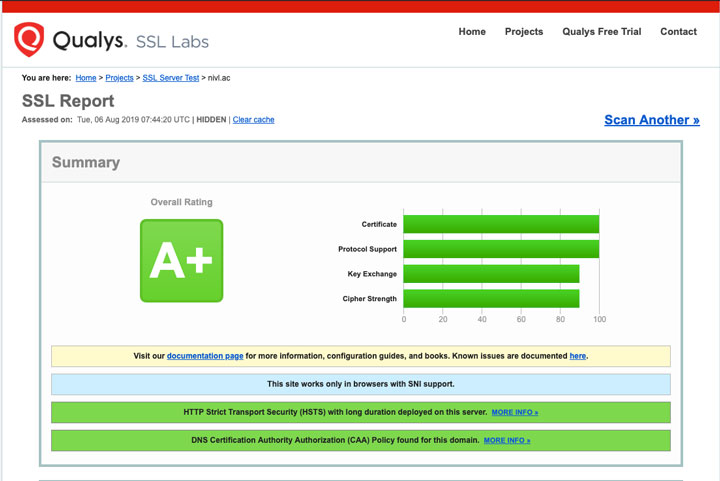 Qualys. SSL Labs
Home Projects Qualys Free Trial Contact
You are here: Home > Projects > SSL Server Test > nivl.ac
SSL Report
Assessed on: Tue, 06 Aug 2019 07:44:20 UTC | HIDDEN | Clear cache
Scan Another »
Summary
Overall Rating
A+
Certificate
Protocol Support
Key Exchange
Cipher Strength
0 20 40 60 80 100
Visit our documentation page for more information, configuration guides, and books. Known issues are documented here.
This site works only in browsers with SNI support.
HTTP Strict Transport Security (HSTS) with long duration deployed on this server. MORE INFO »
DNS Certification Authority Authorization (CAA) Policy found for this domain. MORE INFO »